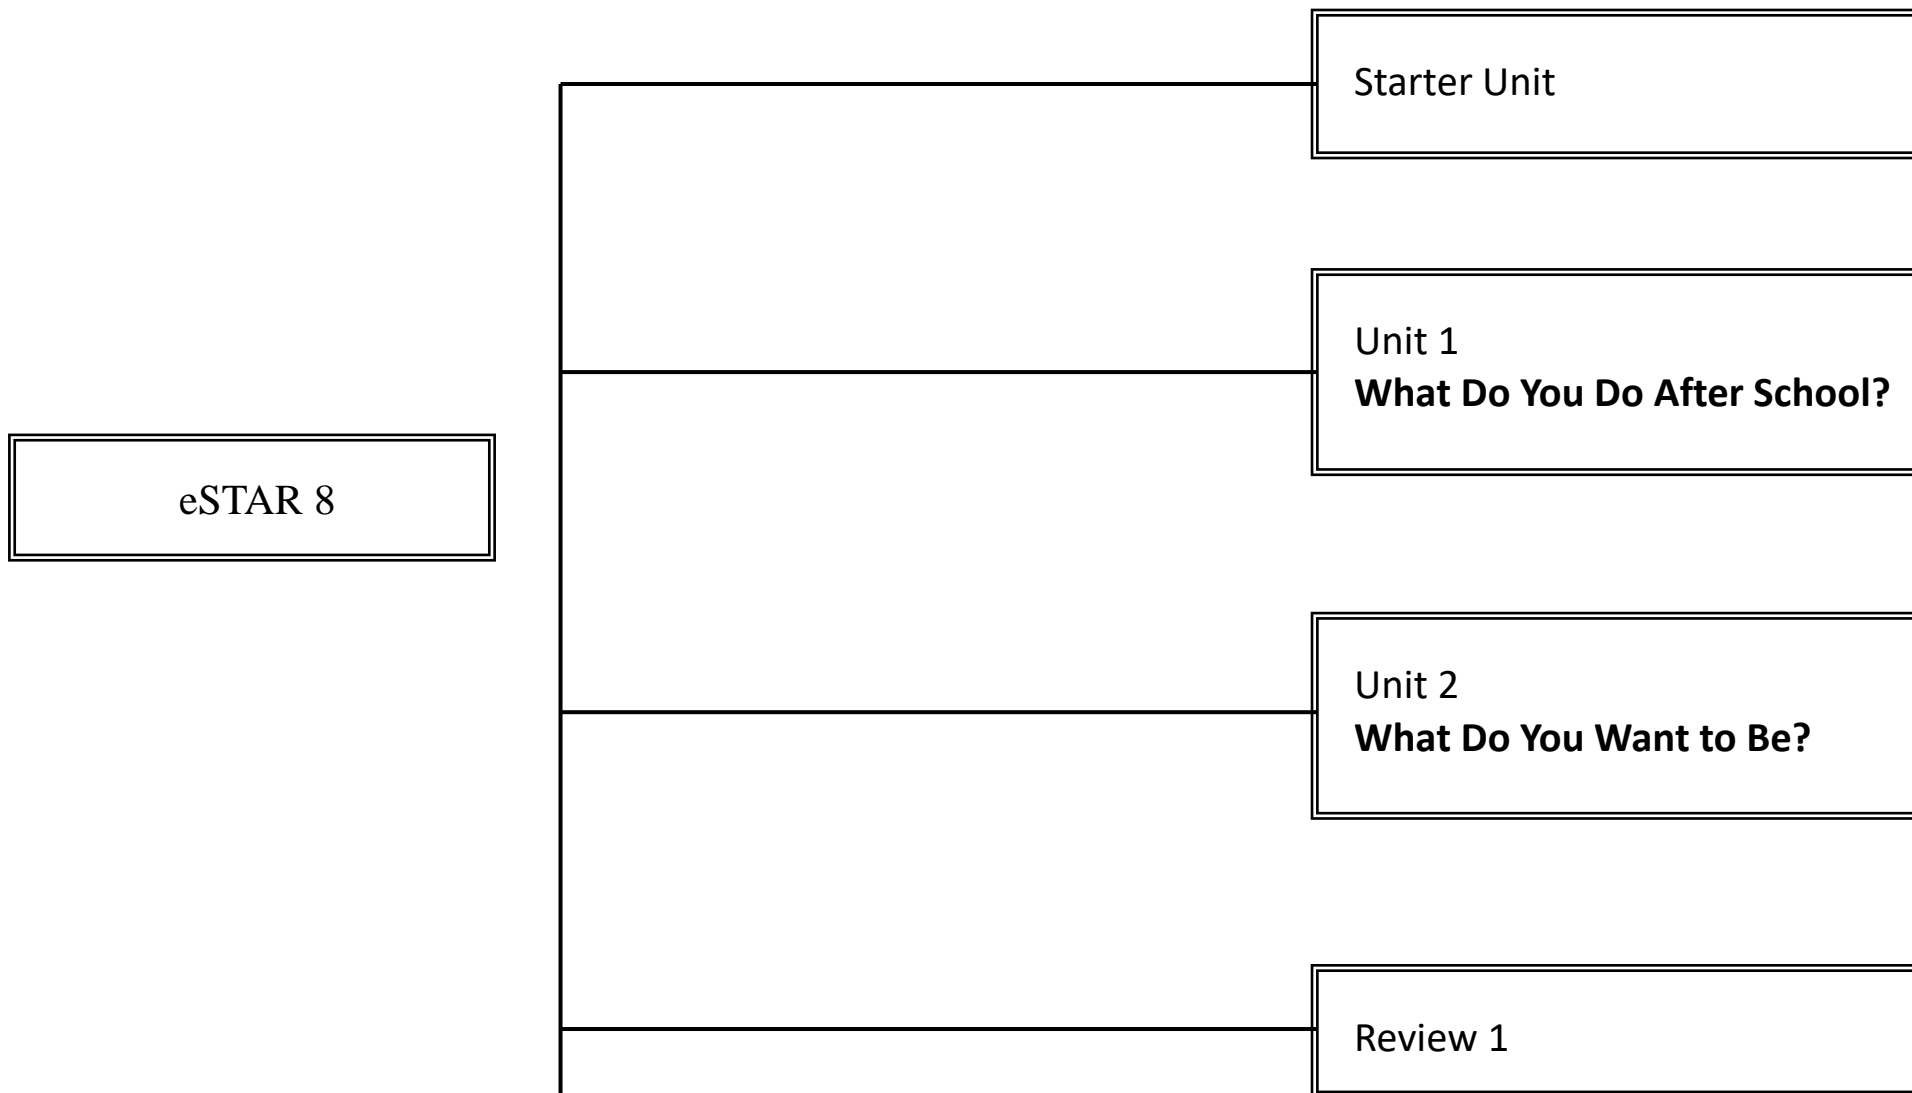 Starter Unit
Unit 1
What Do You Do After School?
eSTAR 8
Unit 2
What Do You Want to Be?
Review 1